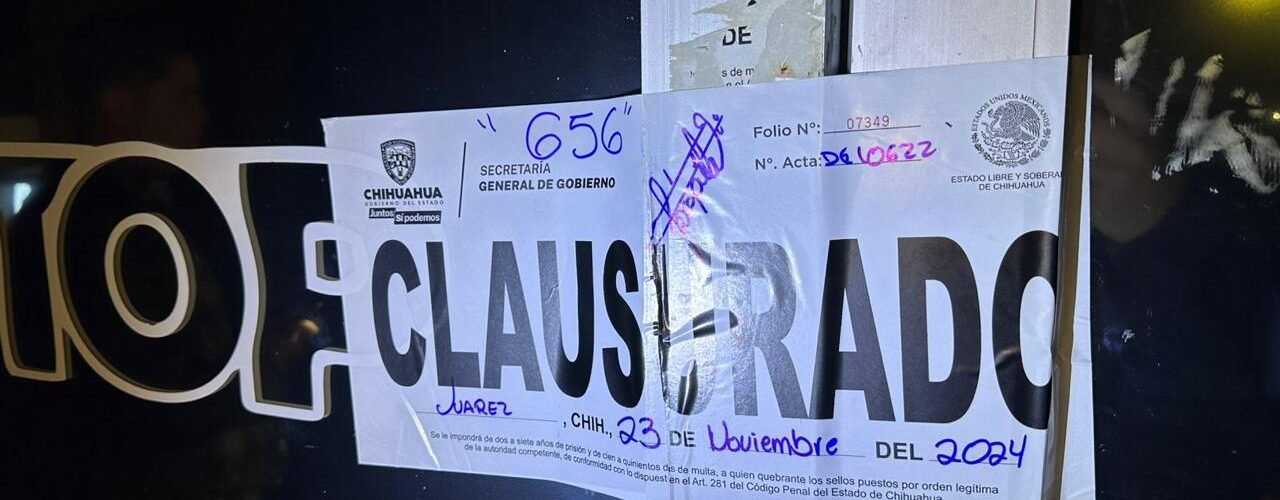 DE
"656"
SECRETARÍA
GENERAL DE GOBIERNO
CHIHUAHUA
GOBIERNO DEL ESTADO
Juntos Sí podemos
Folio N°: 07349
N°. Acta: DG 10622
ESTADOS UNIDOS MEXICANOS
ESTADO LIBRE Y SOBERA
DE CHIHUAHUA
TOP
CLAUSURADO
JUAREZ, CHIH., 23 DE Noviembre DEL 2024
Se le impondrá de dos a siete años de prisión y de cien a quinientos días de multa, a quien quebrante los sellos puestos por orden legítima
de la autoridad competente, de conformidad con lo dispuesto en el Art. 281 del Código Penal del Estado de Chihuahua